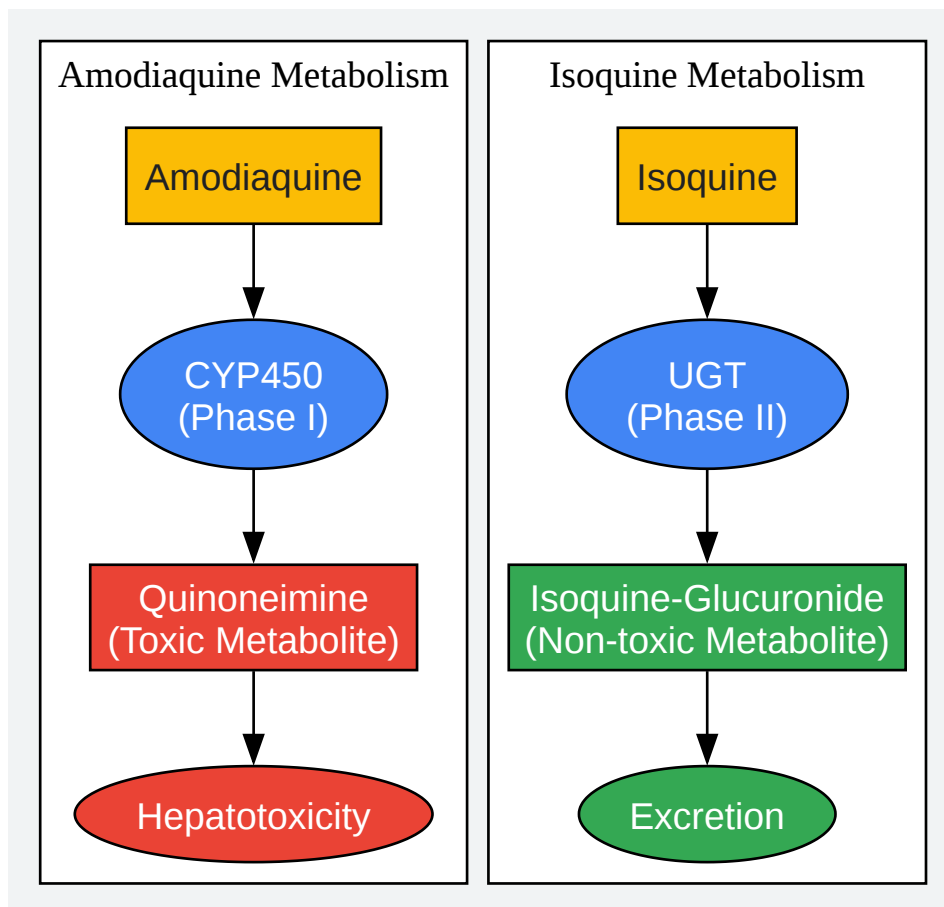 Amodiaquine Metabolism
Amodiaquine
CYP450
(Phase I)
Quinoneimine
(Toxic Metabolite)
Hepatotoxicity
Isoquine Metabolism
Isoquine
UGT
(Phase II)
Isoquine-Glucuronide
(Non-toxic Metabolite)
Excretion